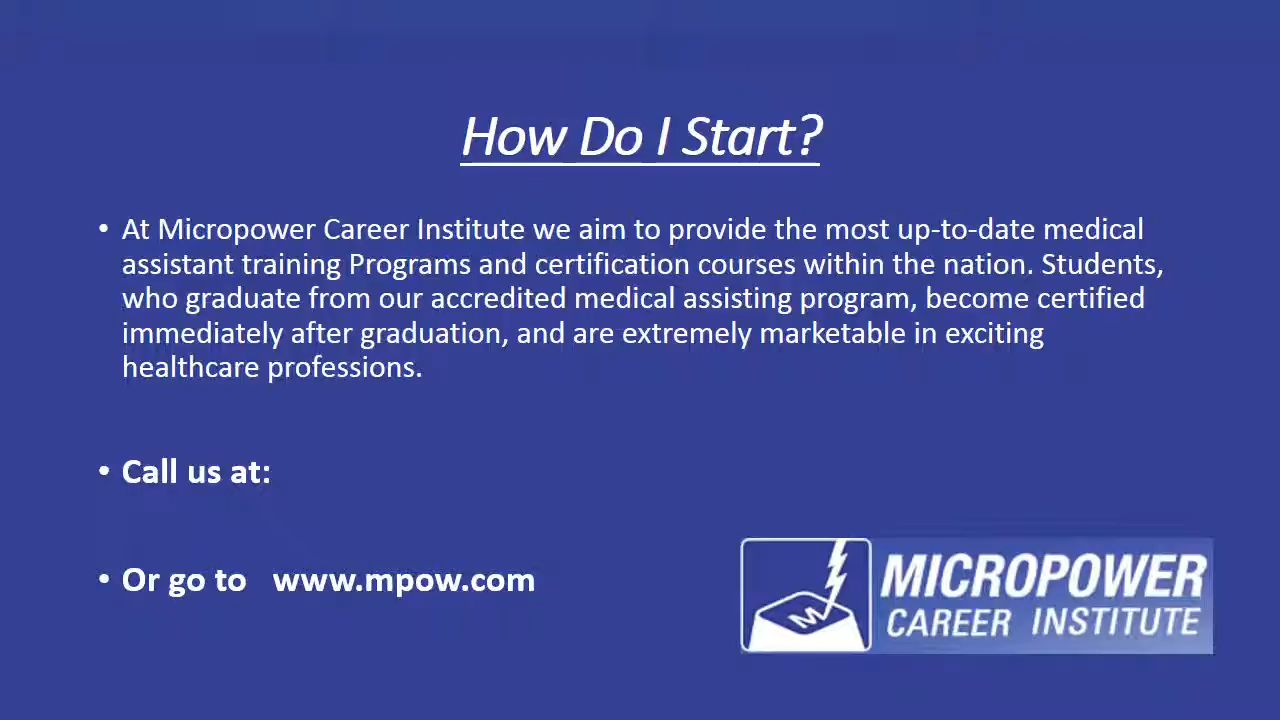 How Do I Start?
• At Micropower Career Institute we aim to provide the most up-to-date medical
assistant training Programs and certification courses within the nation. Students,
who graduate from our accredited medical assisting program, become certified
immediately after graduation, and are extremely marketable in exciting
healthcare professions.
• Call us at:
• Or go to www.mpow.com
M
MICROPOWER
CAREER INSTITUTE